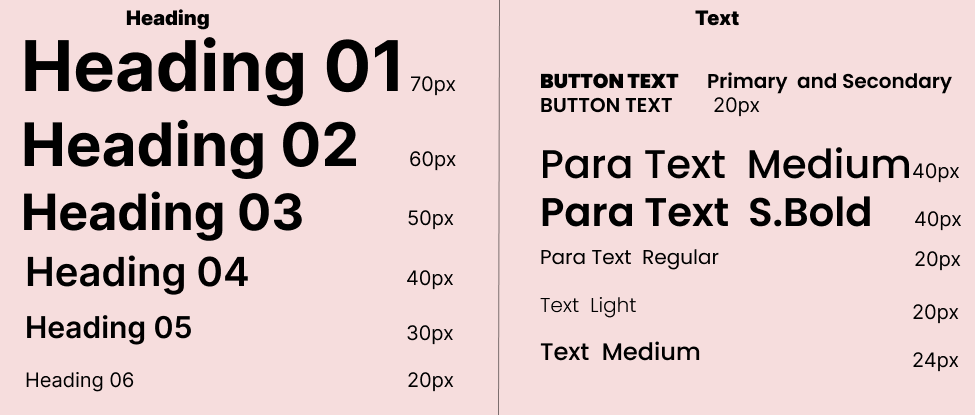 Heading
Heading 01 70px
Heading 02 60px
Heading 03 50px
Heading 04 40px
Heading 05 30px
Heading 06 20px
Text
BUTTON TEXT Primary and Secondary
BUTTON TEXT 20px
Para Text Medium 40px
Para Text S.Bold 40px
Para Text Regular 20px
Text Light 20px
Text Medium 24px